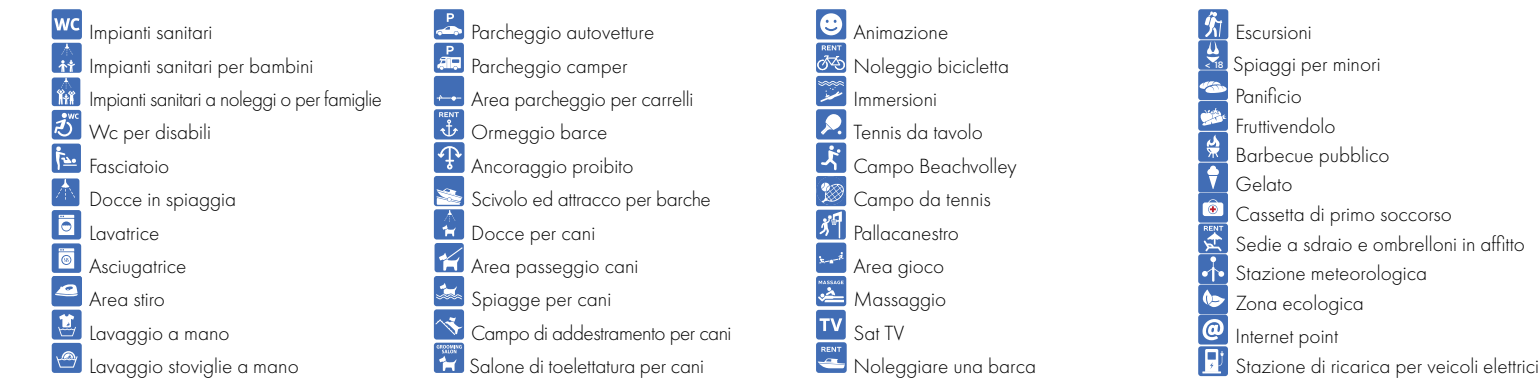 WC Impianti sanitari
Impianti sanitari per bambini
Impianti sanitari a noleggi o per famiglie
WC Wc per disabili
Fasciatoio
Docce in spiaggia
Lavatrice
Asciugatrice
Area stiro
Lavaggio a mano
Lavaggio stoviglie a mano
P Parcheggio autovetture
P Parcheggio camper
Area parcheggio per carrelli
RENT Ormeggio barce
Ancoraggio proibito
Scivolo ed attracco per barche
Docce per cani
Area passeggio cani
Spiagge per cani
Campo di addestramento per cani
GROOMING SALON Salone di toelettatura per cani
Animazione
RENT Noleggio bicicletta
Immersioni
Tennis da tavolo
Campo Beachvolley
Campo da tennis
Pallacanestro
Area gioco
MASSAGE Massaggio
TV Sat TV
RENT Noleggiare una barca
Escursioni
< 18 Spiaggi per minori
Panificio
Fruttivendolo
Barbecue pubblico
Gelato
Cassetta di primo soccorso
RENT Sedie a sdraio e ombrelloni in affitto
Stazione meteorologica
Zona ecologica
@ Internet point
Stazione di ricarica per veicoli elettrici